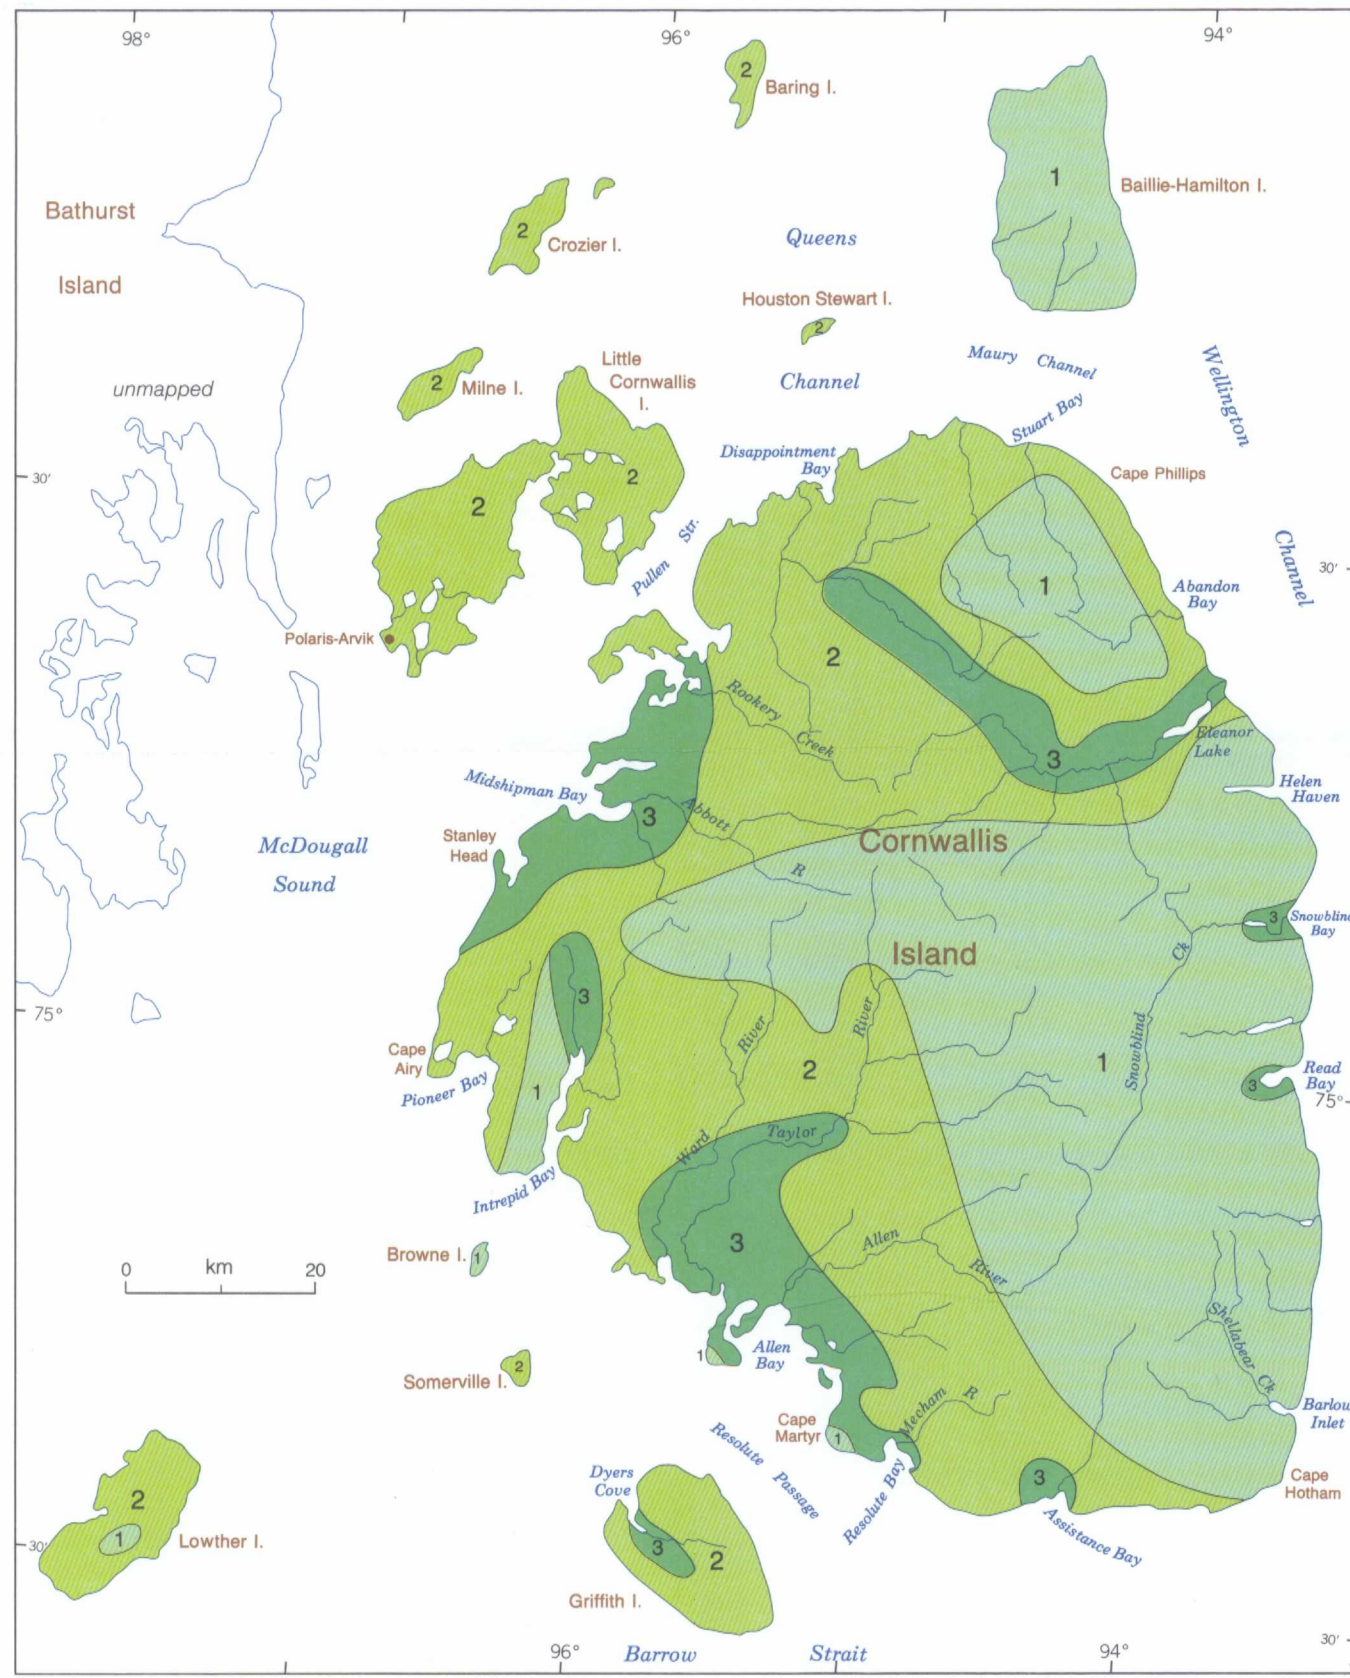 98°
96°
94°
2
Baring I.
1
Baillie-Hamilton I.
Bathurst
Island
2
Crozier I.
Queens
Channel
Houston Stewart I.
2
Maury Channel
Wellington
Channel
unmapped
2
Milne I.
Little
Cornwallis
I.
2
2
Stuart Bay
Disappointment
Bay
Cape Phillips
30'
30'
Pullen Str.
1
Abandon
Bay
Polaris-Arvik
2
Rookery
Creek
3
Eleanor
Lake
Helen
Haven
Midshipman Bay
3
Abbott
R
Stanley
Head
McDougall
Sound
Cornwallis
Island
3
Snowblind
Bay
Snowblind
Ck
3
75°
River
River
Cape
Airy
Pioneer Bay
1
2
1
3
Read
Bay
75°
Ward
Taylor
Intrepid Bay
3
Allen
River
Browne I.
1
0 km 20
Shellabear Ck
1
Allen
Bay
Somerville I.
2
Mecham R
Barlow
Inlet
Cape
Martyr
1
Resolute
Passage
Resolute Bay
3
Assistance Bay
Cape
Hotham
Dyers
Cove
2
1
Lowther I.
3
2
Griffith I.
30'
30'
96°
94°
Barrow Strait